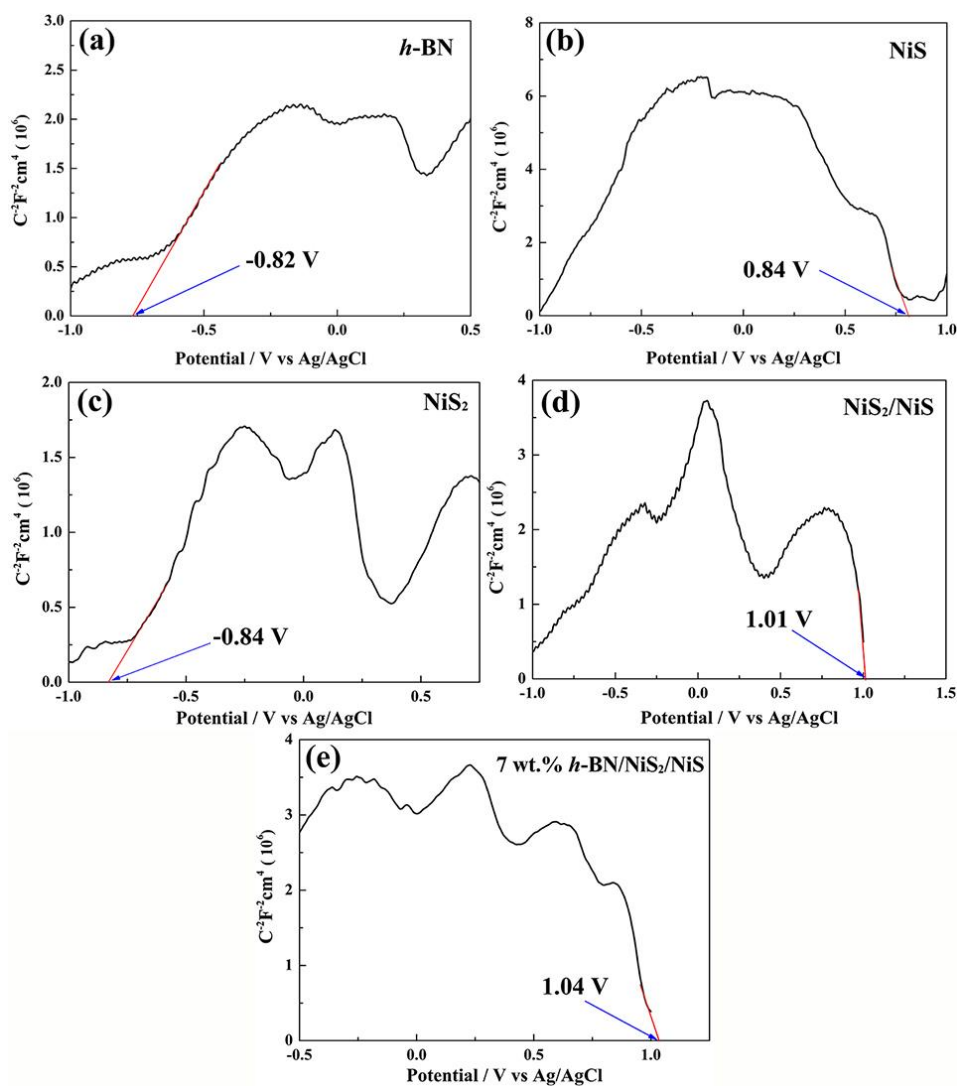 (a)
h-BN
3.0
2.5
2.0
1.5
1.0
0.5
0.0
C⁻²F⁻²cm⁴ ( 10⁶)
-0.82 V
-1.0 -0.5 0.0 0.5
Potential / V vs Ag/AgCl
(b)
NiS
8
6
4
2
0
C⁻²F⁻²cm⁴ (10⁶)
0.84 V
-1.0 -0.5 0.0 0.5 1.0
Potential / V vs Ag/AgCl
(c)
NiS₂
2.0
1.5
1.0
0.5
0.0
C⁻²F⁻²cm⁴ ( 10⁶)
-0.84 V
-1.0 -0.5 0.0 0.5
Potential / V vs Ag/AgCl
(d)
NiS₂/NiS
4
3
2
1
0
C⁻²F⁻²cm⁴ ( 10⁶)
1.01 V
-1.0 -0.5 0.0 0.5 1.0 1.5
Potential / V vs Ag/AgCl
(e)
7 wt.% h-BN/NiS₂/NiS
4
3
2
1
0
C⁻²F⁻²cm⁴ ( 10⁶)
1.04 V
-0.5 0.0 0.5 1.0
Potential / V vs Ag/AgCl